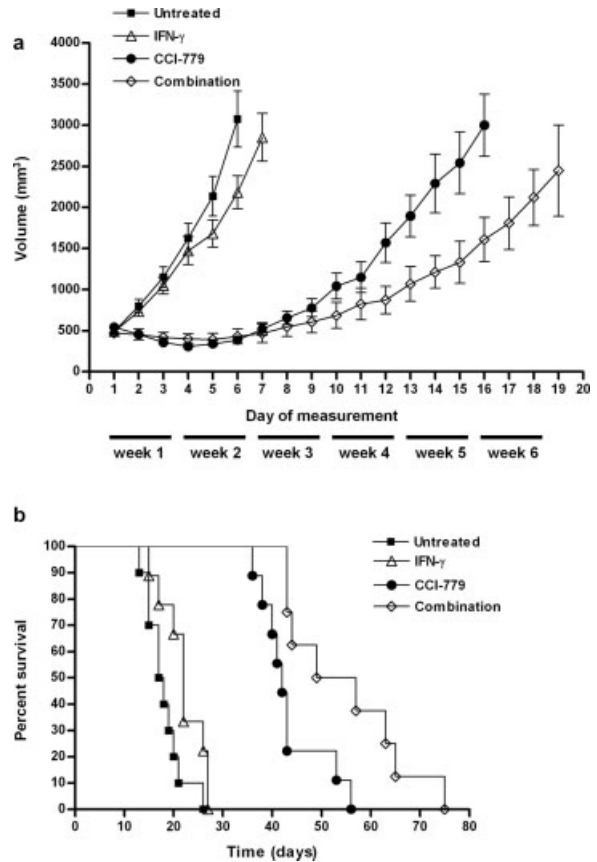 a
Untreated
IFN-γ
CCI-779
Combination
4000
3500
3000
2500
2000
1500
1000
500
0
Volume (mm³)
0 1 2 3 4 5 6 7 8 9 10 11 12 13 14 15 16 17 18 19 20
Day of measurement
week 1 week 2 week 3 week 4 week 5 week 6
b
Untreated
IFN-γ
CCI-779
Combination
100
90
80
70
60
50
40
30
20
10
0
Percent survival
0 10 20 30 40 50 60 70 80
Time (days)